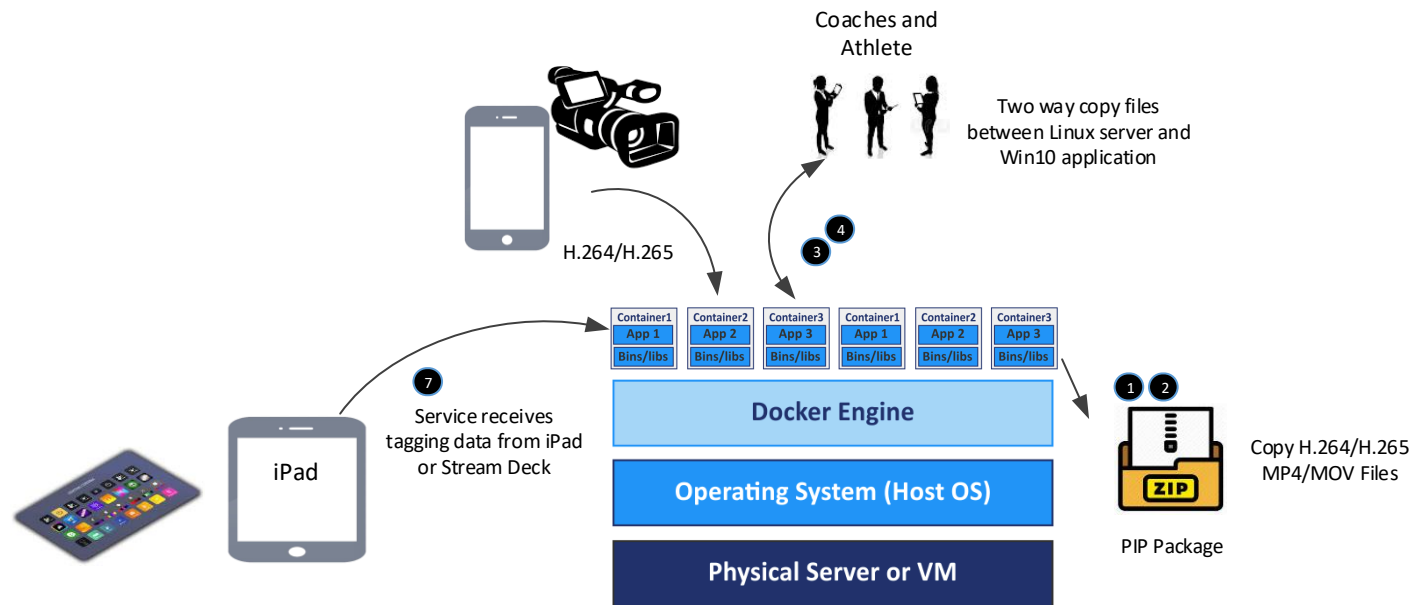 Coaches and
Athlete
Two way copy files
between Linux server and
Win10 application
H.264/H.265
4
3
Container1
App 1
Bins/libs
Container2
App 2
Bins/libs
Container3
App 3
Bins/libs
Container1
App 1
Bins/libs
Container2
App 2
Bins/libs
Container3
App 3
Bins/libs
7
Service receives
tagging data from iPad
or Stream Deck
iPad
Docker Engine
Operating System (Host OS)
Physical Server or VM
1
2
ZIP
Copy H.264/H.265
MP4/MOV Files
PIP Package